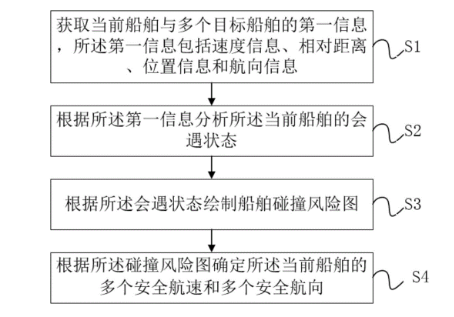 获取当前船舶与多个目标船舶的第一信息
，所述第一信息包括速度信息、相对距离
、位置信息和航向信息
S1
根据所述第一信息分析所述当前船舶的会
遇状态
S2
根据所述会遇状态绘制船舶碰撞风险图
S3
根据所述碰撞风险图确定所述当前船舶的
多个安全航速和多个安全航向
S4